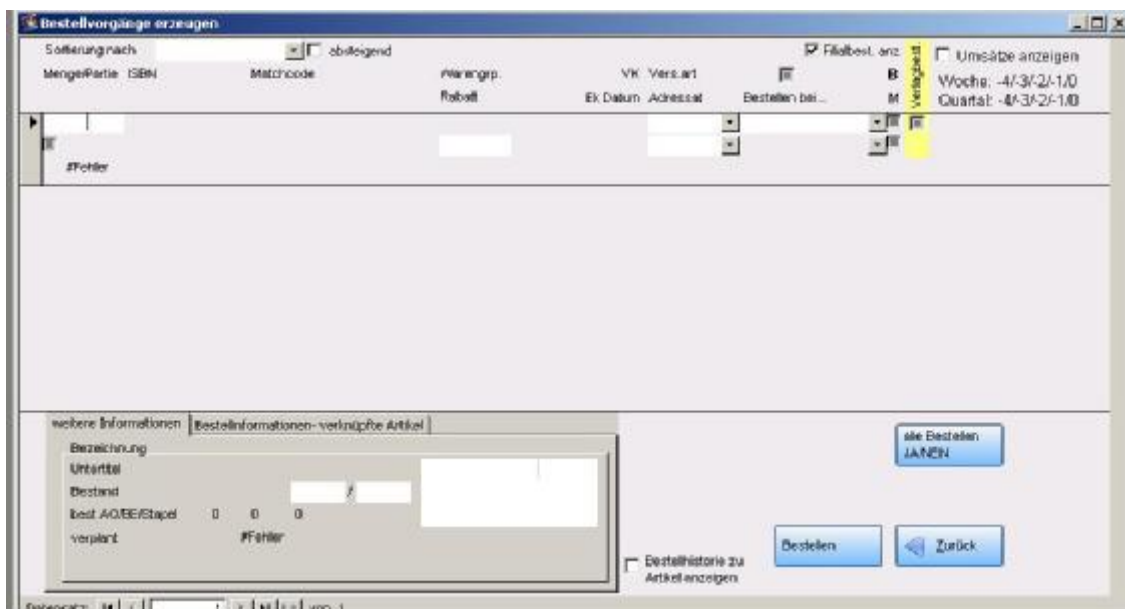 Bestellvorgänge erzeugen
Sortierung nach absteigend Filialbest. anz. Umsätze anzeigen
Menge/Partie ISBN Matchcode Warengrp. VK Vers.art B Woche: -4/-3/-2/-1/0
Rabatt Ek Datum Adressat Bestellen bei... M Quartal: -4/-3/-2/-1/0
Verlagbest.
#Fehler
weitere Informationen Bestellinformationen- verknüpfte Artikel
Bezeichnung
Untertitel
Bestand /
best AO/BE/Stapel 0 0 0
verplant #Fehler
alle Bestellen
JA/NEIN
Bestellen Zurück
Bestellhistorie zu
Artikel anzeigen
Datensatz: 1